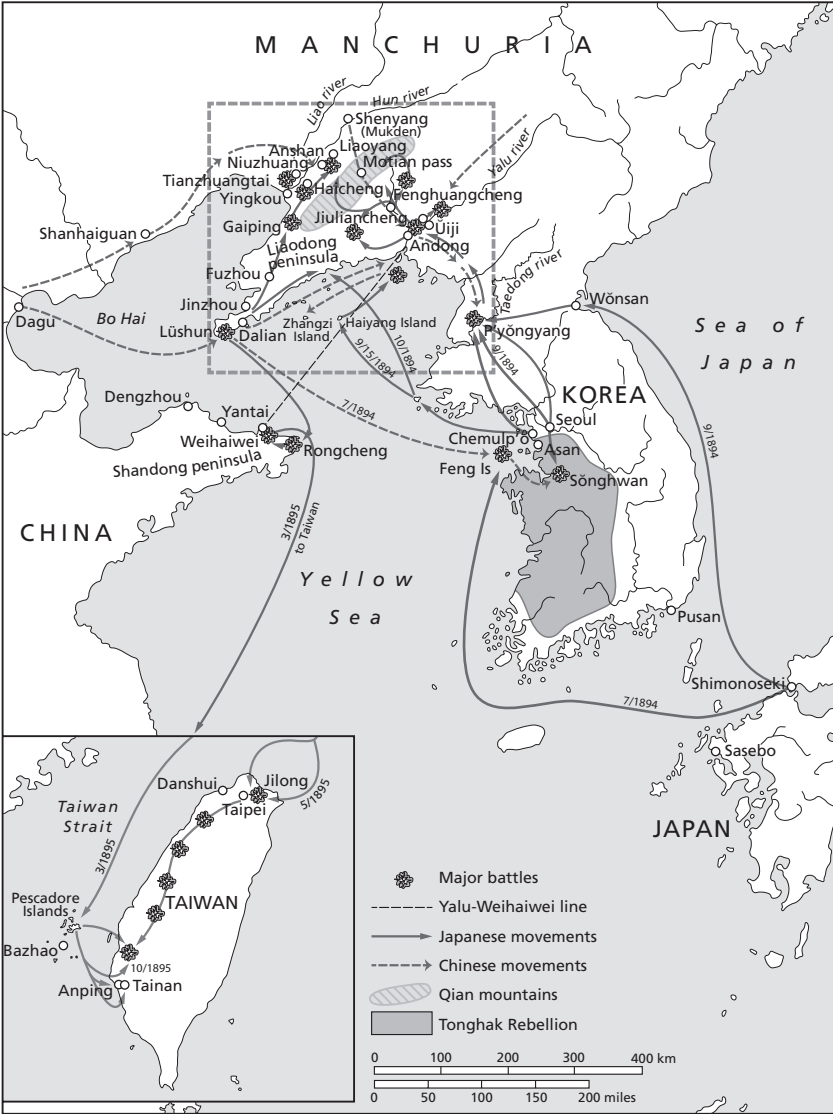 MANCHURIA
Liao river
Hun river
Shenyang
(Mukden)
Anshan
Liaoyang
Niuzhuang
Motian pass
Yalu river
Tianzhuangtai
Haicheng
Yingkou
Fenghuangcheng
Gaiping
Jiuliancheng
Uiji
Andong
Shanhaiguan
Liaodong
peninsula
Fuzhou
Taedong river
Jinzhou
Wŏnsan
Dagu
Bo Hai
Lüshun
Dalian
Zhangzi
Island
Haiyang Island
P'yŏngyang
Sea of
Japan
9/15/1894
10/1894
9/1894
Dengzhou
Yantai
7/1894
KOREA
Seoul
Weihaiwei
Chemulp'o
Asan
Shandong peninsula
Rongcheng
Feng Is
Sŏnghwan
9/1894
CHINA
3/1895
to Taiwan
Yellow
Sea
Pusan
Shimonoseki
7/1894
Sasebo
JAPAN
Danshui
Jilong
Taipei
5/1895
Taiwan
Strait
3/1895
TAIWAN
Pescadore
Islands
Bazhao
10/1895
Anping
Tainan
Major battles
Yalu-Weihaiwei line
Japanese movements
Chinese movements
Qian mountains
Tonghak Rebellion
0 100 200 300 400 km
0 50 100 150 200 miles